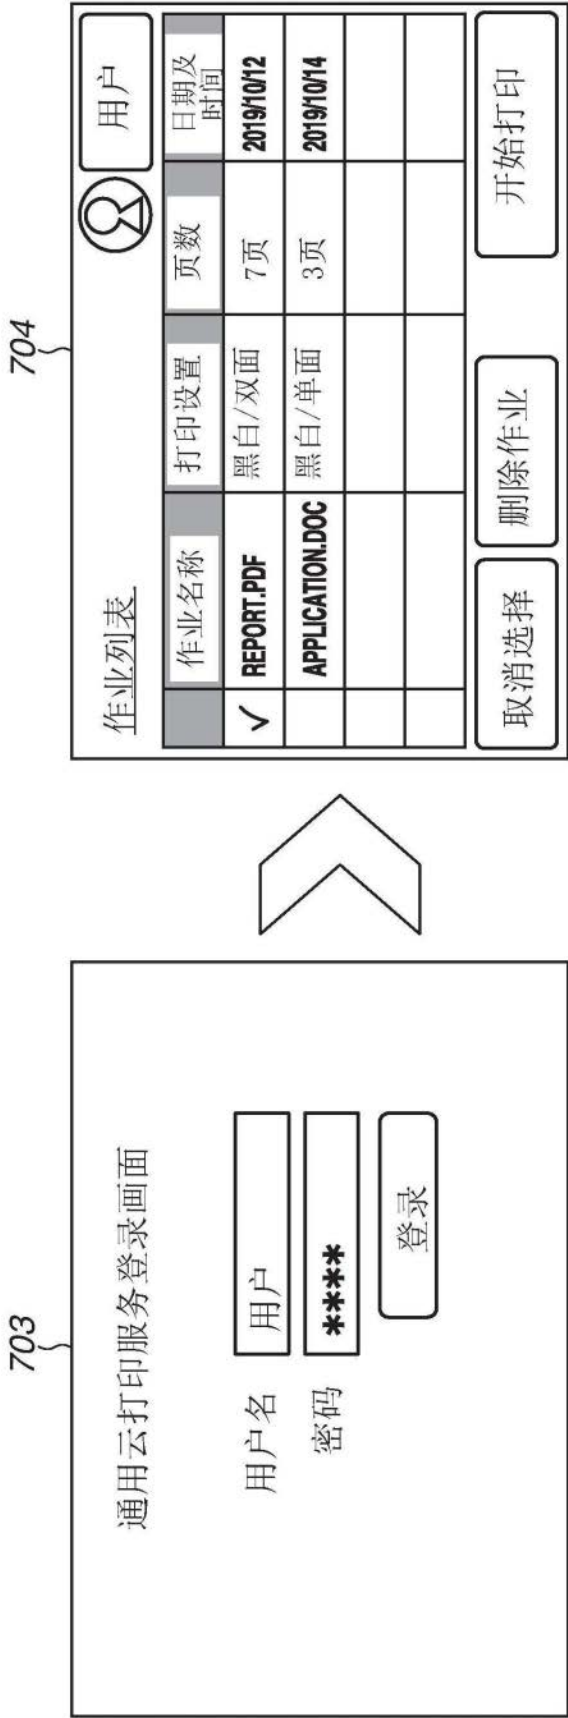 703
通用云打印服务登录画面
用户名 用户
密码 ****
登录
704
作业列表 用户
作业名称 打印设置 页数 日期及
时间
✓ REPORT.PDF 黑白/双面 7页 2019/10/12
APPLICATION.DOC 黑白/单面 3页 2019/10/14
取消选择 删除作业 开始打印